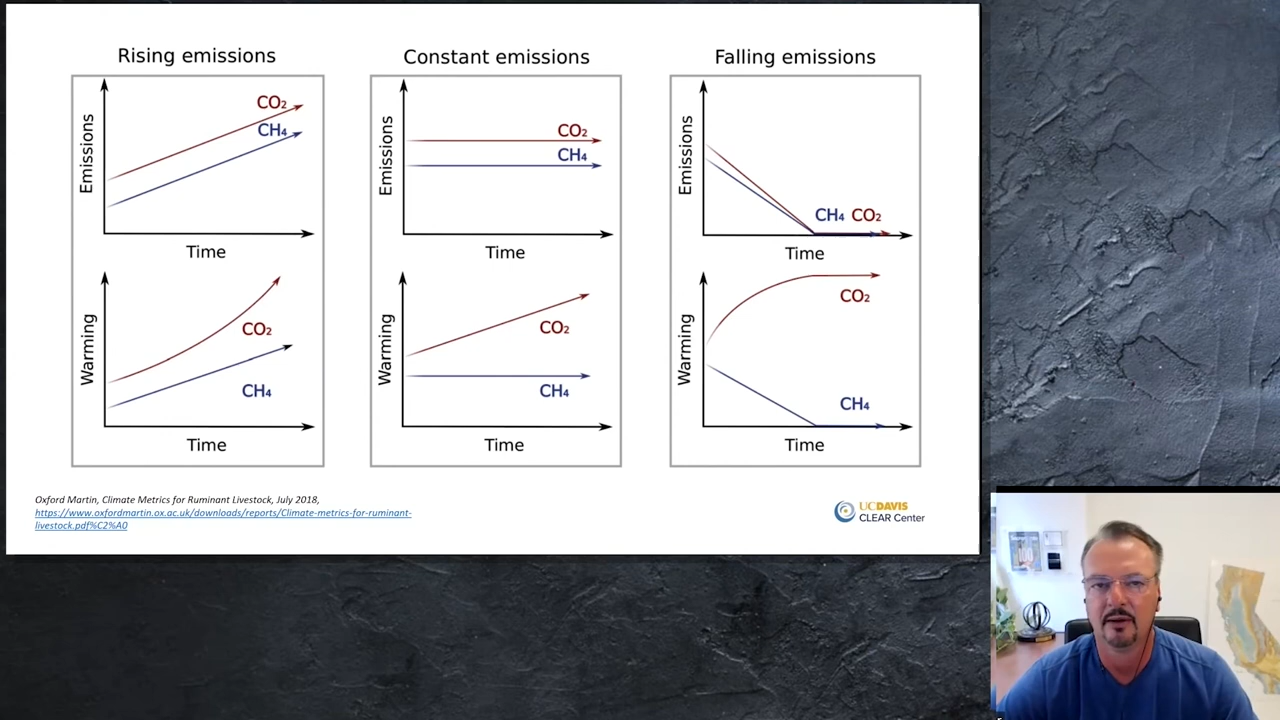 Rising emissions
Emissions
CO₂
CH₄
Time
Warming
CO₂
CH₄
Time
Constant emissions
Emissions
CO₂
CH₄
Time
Warming
CO₂
CH₄
Time
Falling emissions
Emissions
CH₄ CO₂
Time
Warming
CO₂
CH₄
Time
Oxford Martin, Climate Metrics for Ruminant Livestock, July 2018,
https://www.oxfordmartin.ox.ac.uk/downloads/reports/Climate-metrics-for-ruminant-
livestock.pdf%C2%A0
UCDAVIS
CLEAR Center